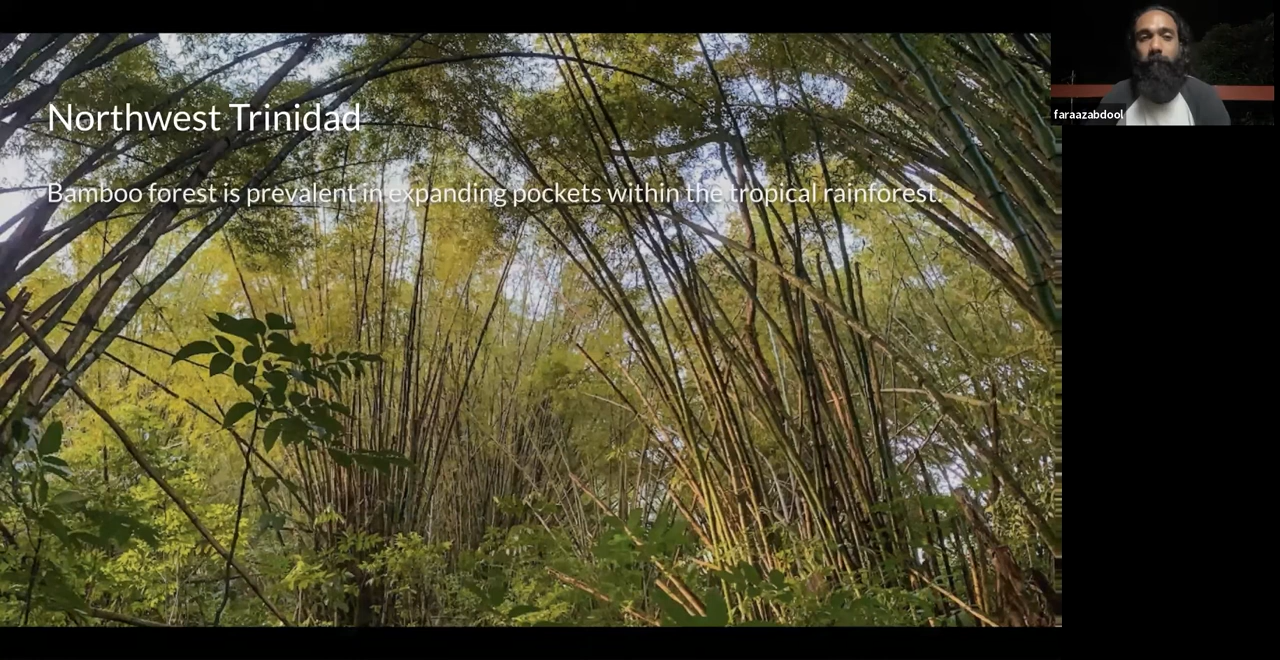 Northwest Trinidad
Bamboo forest is prevalent in expanding pockets within the tropical rainforest.
faraazabdool